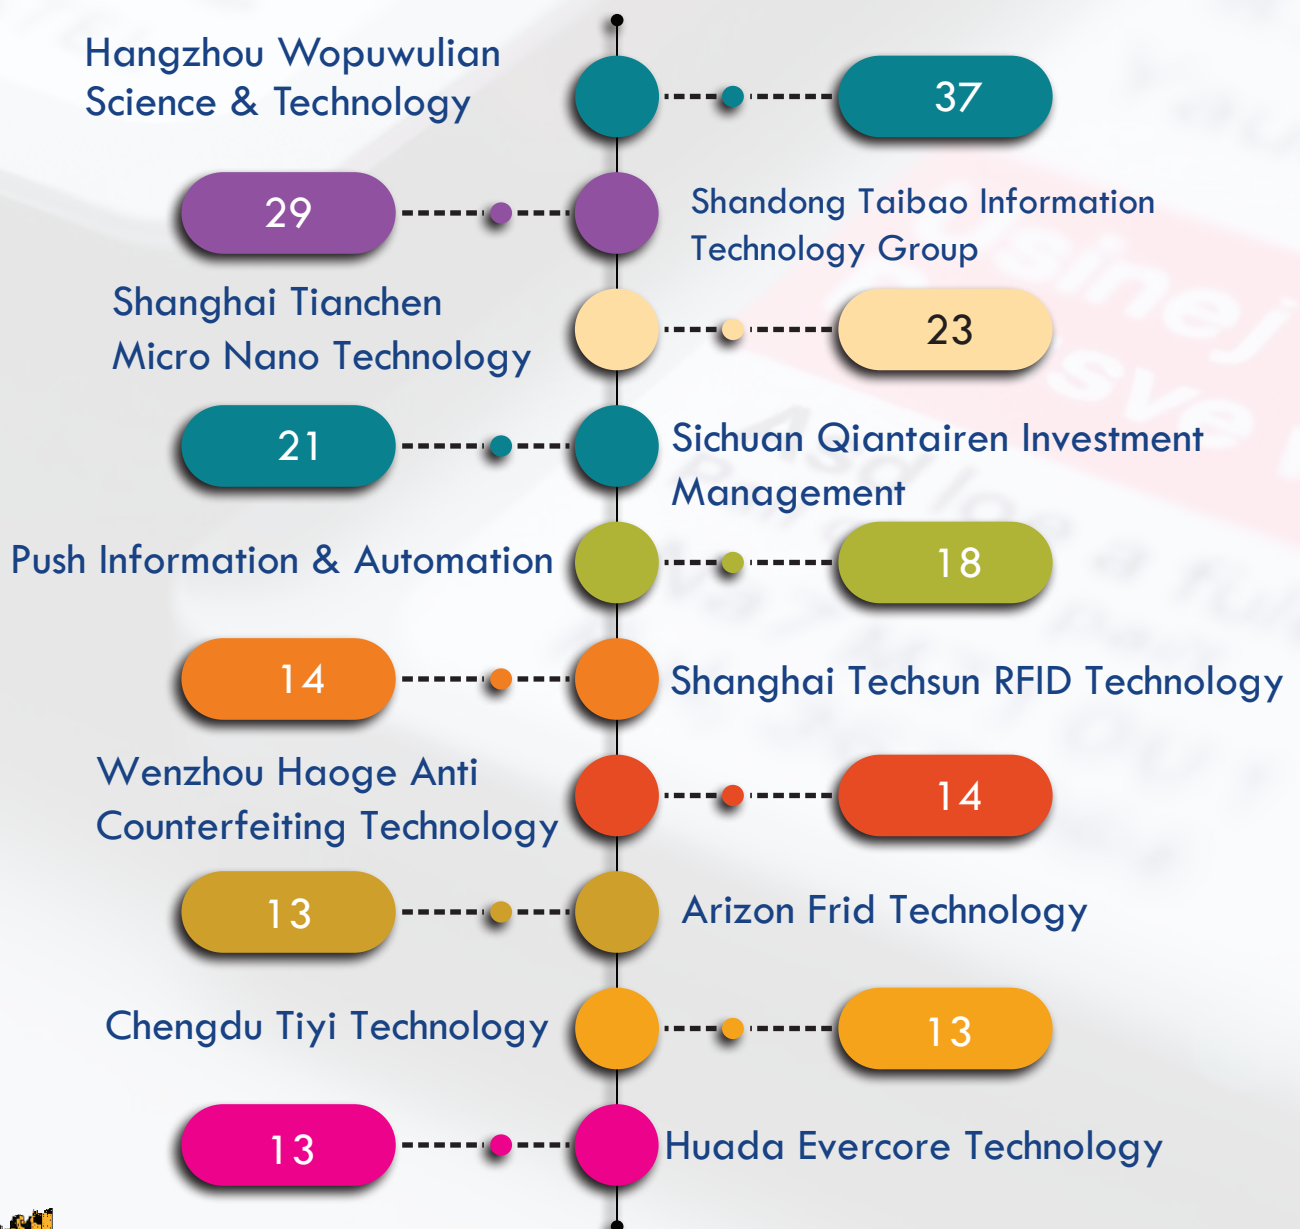 Hangzhou Wopuwulian
Science & Technology
37
29
Shandong Taibao Information
Technology Group
Shanghai Tianchen
Micro Nano Technology
23
21
Sichuan Qiantairen Investment
Management
Push Information & Automation
18
14
Shanghai Techsun RFID Technology
Wenzhou Haoge Anti
Counterfeiting Technology
14
13
Arizon Frid Technology
Chengdu Tiyi Technology
13
13
Huada Evercore Technology